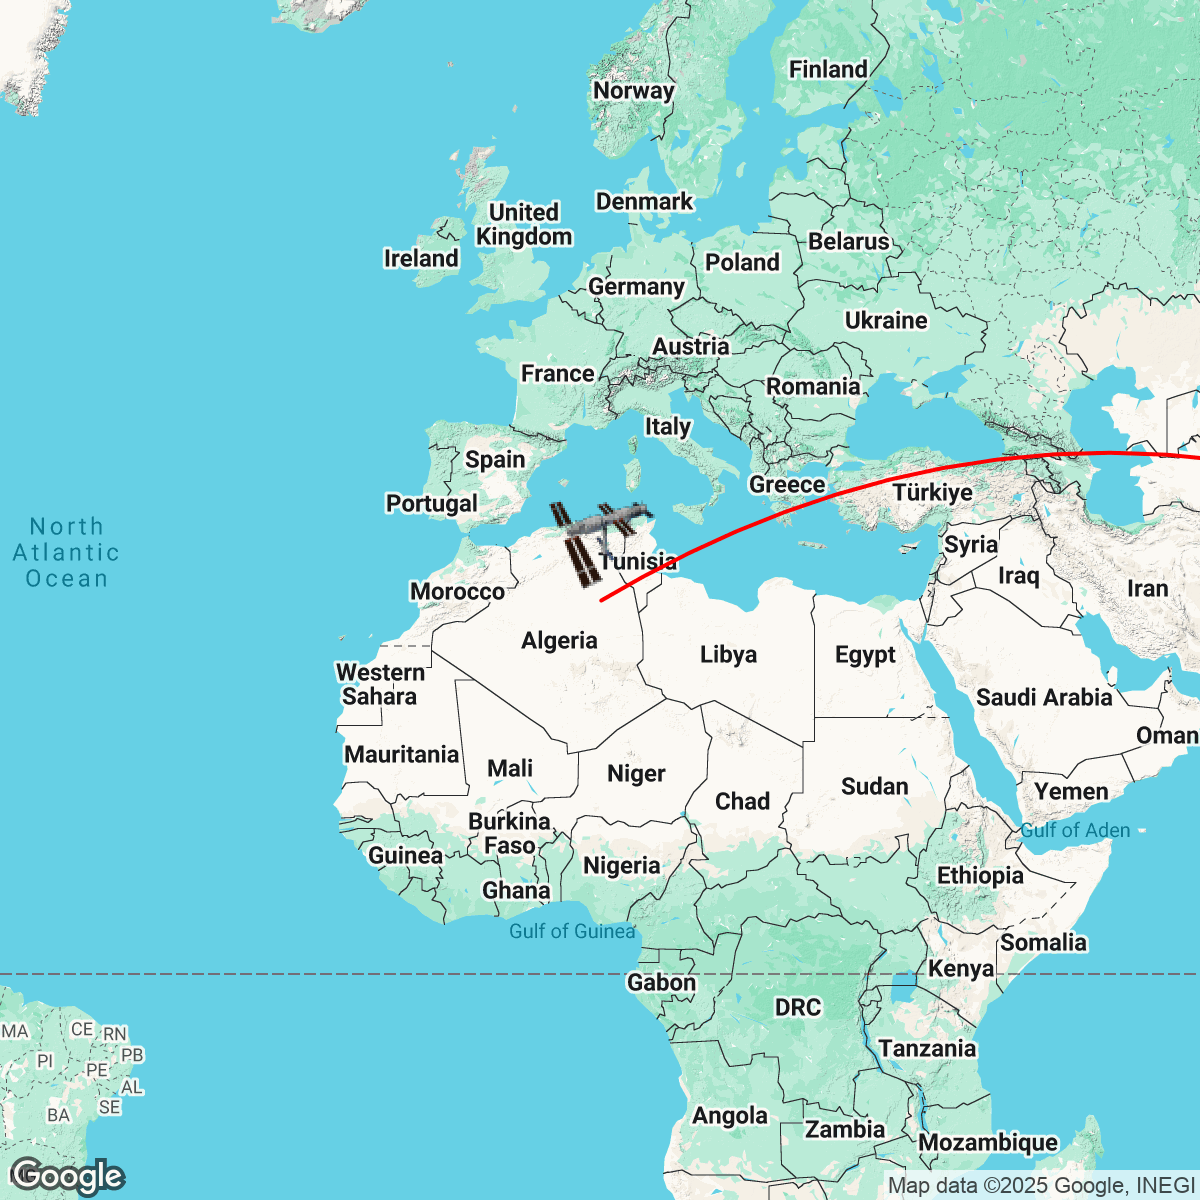 Finland
Norway
Denmark
United
Kingdom
Belarus
Ireland
Poland
Germany
Ukraine
Austria
France
Romania
Italy
Spain
Greece
Türkiye
Portugal
North
Atlantic
Ocean
Syria
Tunisia
Iraq
Iran
Morocco
Algeria
Libya
Egypt
Western
Sahara
Saudi Arabia
Oman
Mauritania
Mali
Niger
Sudan
Yemen
Chad
Burkina
Faso
Gulf of Aden
Guinea
Nigeria
Ethiopia
Ghana
Gulf of Guinea
Somalia
Kenya
Gabon
DRC
MA
CE
RN
PI
PB
PE
Tanzania
AL
BA
SE
Angola
Zambia
Mozambique
Google
Map data ©2025 Google, INEGI